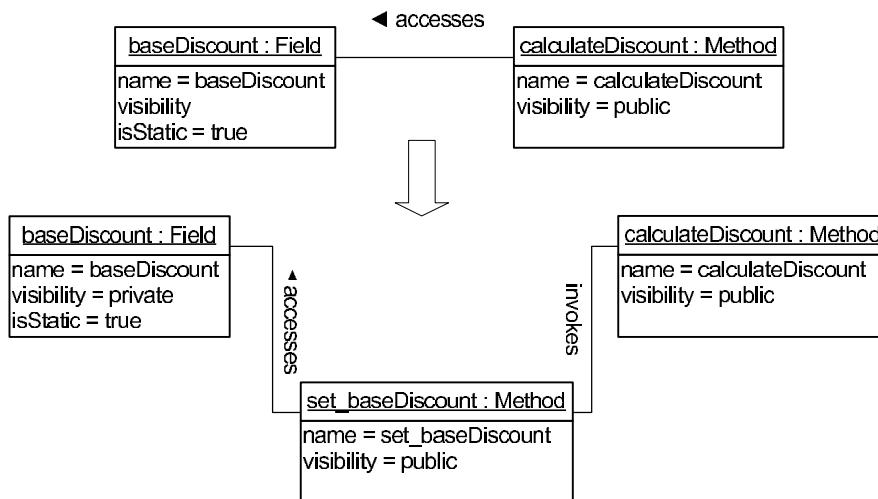 ◄ accesses
baseDiscount : Field
name = baseDiscount
visibility
isStatic = true
calculateDiscount : Method
name = calculateDiscount
visibility = public
baseDiscount : Field
name = baseDiscount
visibility = private
isStatic = true
◄ accesses
invokes
calculateDiscount : Method
name = calculateDiscount
visibility = public
set_baseDiscount : Method
name = set_baseDiscount
visibility = public